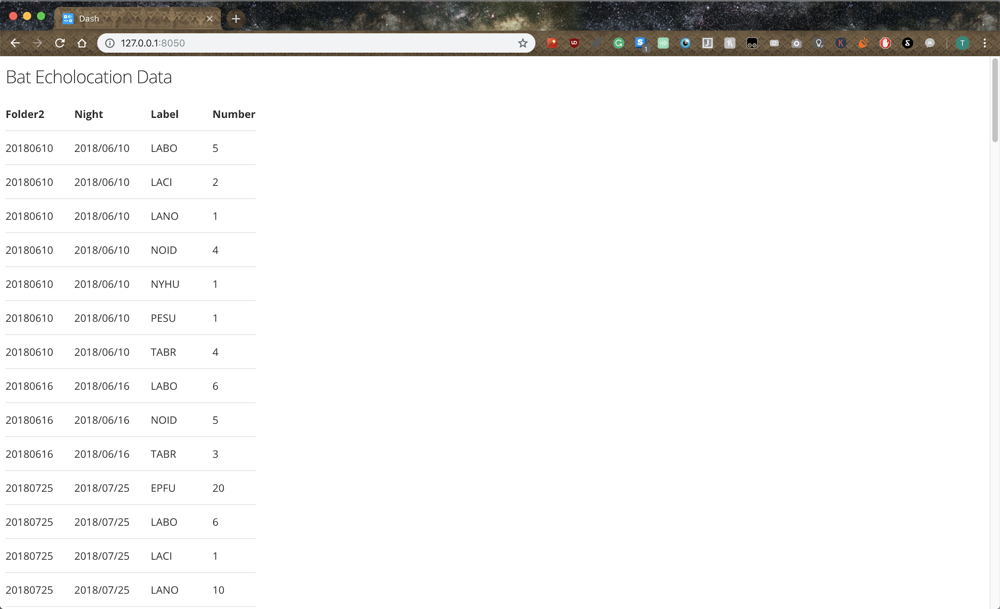 Dash
127.0.0.1:8050
1
T
Bat Echolocation Data
Folder2 Night Label Number
20180610 2018/06/10 LABO 5
20180610 2018/06/10 LACI 2
20180610 2018/06/10 LANO 1
20180610 2018/06/10 NOID 4
20180610 2018/06/10 NYHU 1
20180610 2018/06/10 PESU 1
20180610 2018/06/10 TABR 4
20180616 2018/06/16 LABO 6
20180616 2018/06/16 NOID 5
20180616 2018/06/16 TABR 3
20180725 2018/07/25 EPFU 20
20180725 2018/07/25 LABO 6
20180725 2018/07/25 LACI 1
20180725 2018/07/25 LANO 10